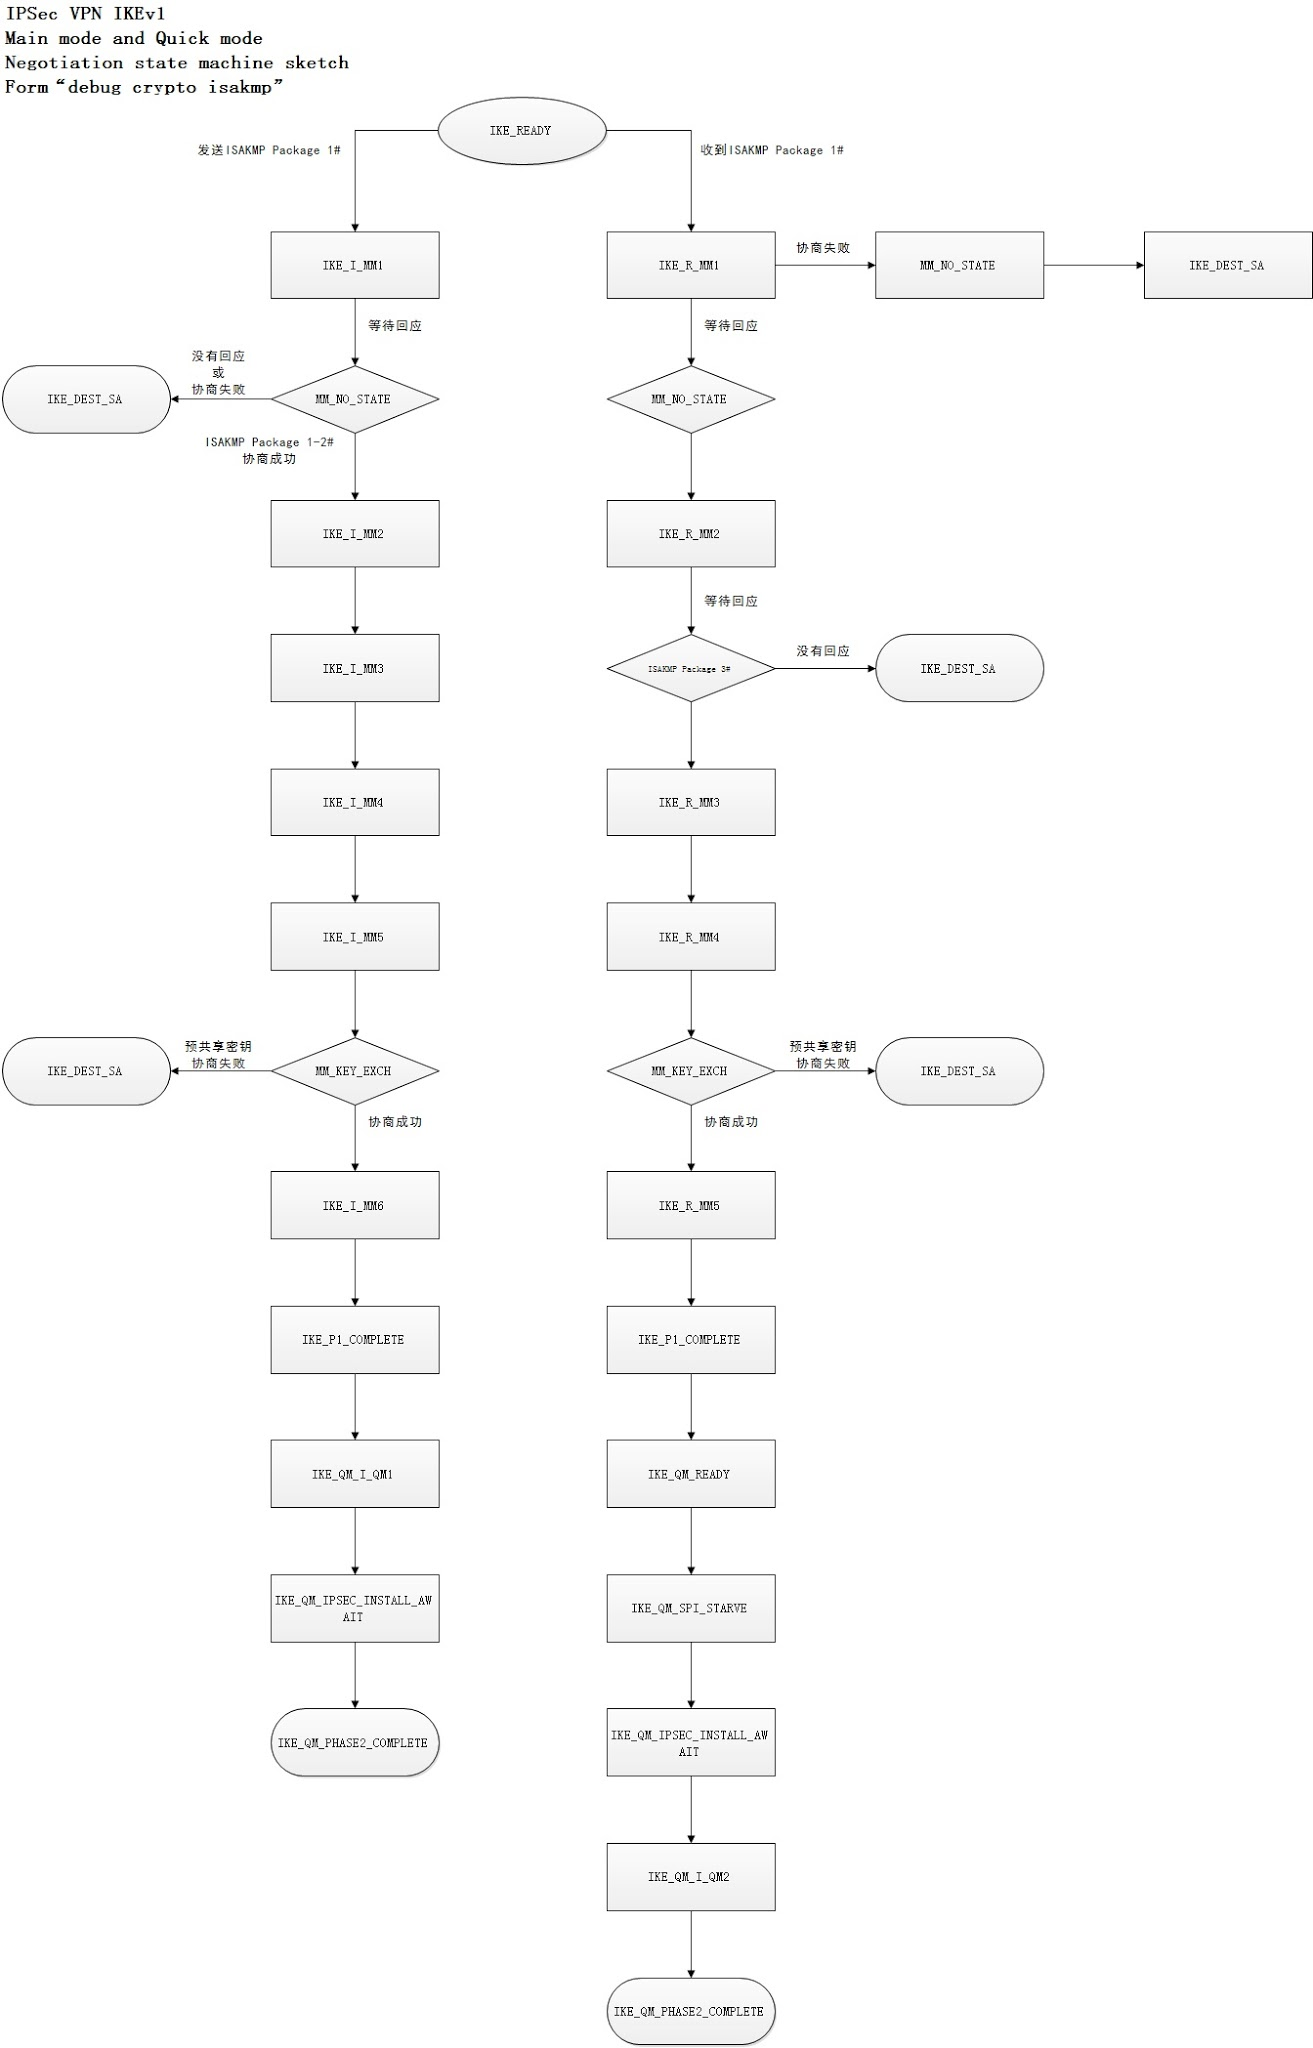 IPSec VPN IKEv1
Main mode and Quick mode
Negotiation state machine sketch
Form“debug crypto isakmp”
IKE_READY
发送ISAKMP Package 1#
收到ISAKMP Package 1#
IKE_I_MM1
IKE_R_MM1
协商失败
MM_NO_STATE
IKE_DEST_SA
等待回应
等待回应
没有回应
或
协商失败
IKE_DEST_SA
MM_NO_STATE
MM_NO_STATE
ISAKMP Package 1-2#
协商成功
IKE_I_MM2
IKE_R_MM2
等待回应
IKE_I_MM3
ISAKMP Package 3#
没有回应
IKE_DEST_SA
IKE_I_MM4
IKE_R_MM3
IKE_I_MM5
IKE_R_MM4
预共享密钥
协商失败
IKE_DEST_SA
MM_KEY_EXCH
MM_KEY_EXCH
预共享密钥
协商失败
IKE_DEST_SA
协商成功
协商成功
IKE_I_MM6
IKE_R_MM5
IKE_P1_COMPLETE
IKE_P1_COMPLETE
IKE_QM_I_QM1
IKE_QM_READY
IKE_QM_IPSEC_INSTALL_AW
AIT
IKE_QM_SPI_STARVE
IKE_QM_PHASE2_COMPLETE
IKE_QM_IPSEC_INSTALL_AW
AIT
IKE_QM_I_QM2
IKE_QM_PHASE2_COMPLETE